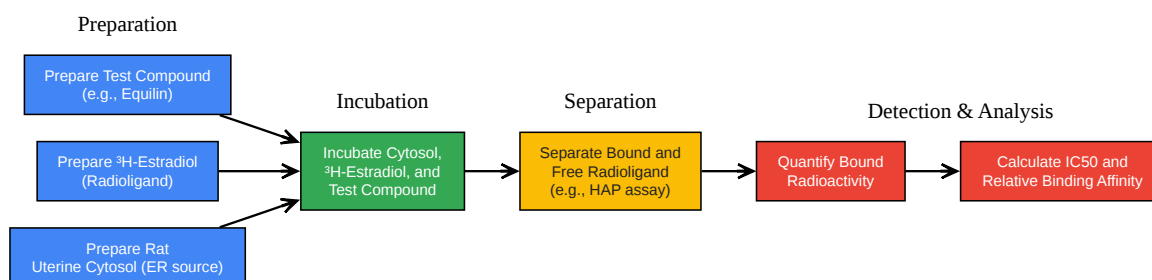 Preparation
Prepare Test Compound
(e.g., Equilin)
Prepare ³H-Estradiol
(Radioligand)
Prepare Rat
Uterine Cytosol (ER source)
Incubation
Incubate Cytosol,
³H-Estradiol, and
Test Compound
Separation
Separate Bound and
Free Radioligand
(e.g., HAP assay)
Detection & Analysis
Quantify Bound
Radioactivity
Calculate IC50 and
Relative Binding Affinity